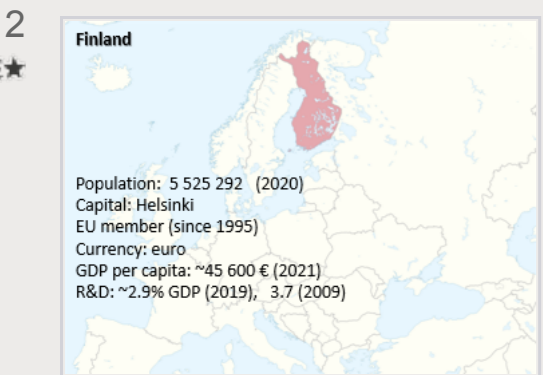 2
Finland
Population: 5 525 292 (2020)
Capital: Helsinki
EU member (since 1995)
Currency: euro
GDP per capita: ~45 600 € (2021)
R&D: ~2.9% GDP (2019), 3.7 (2009)